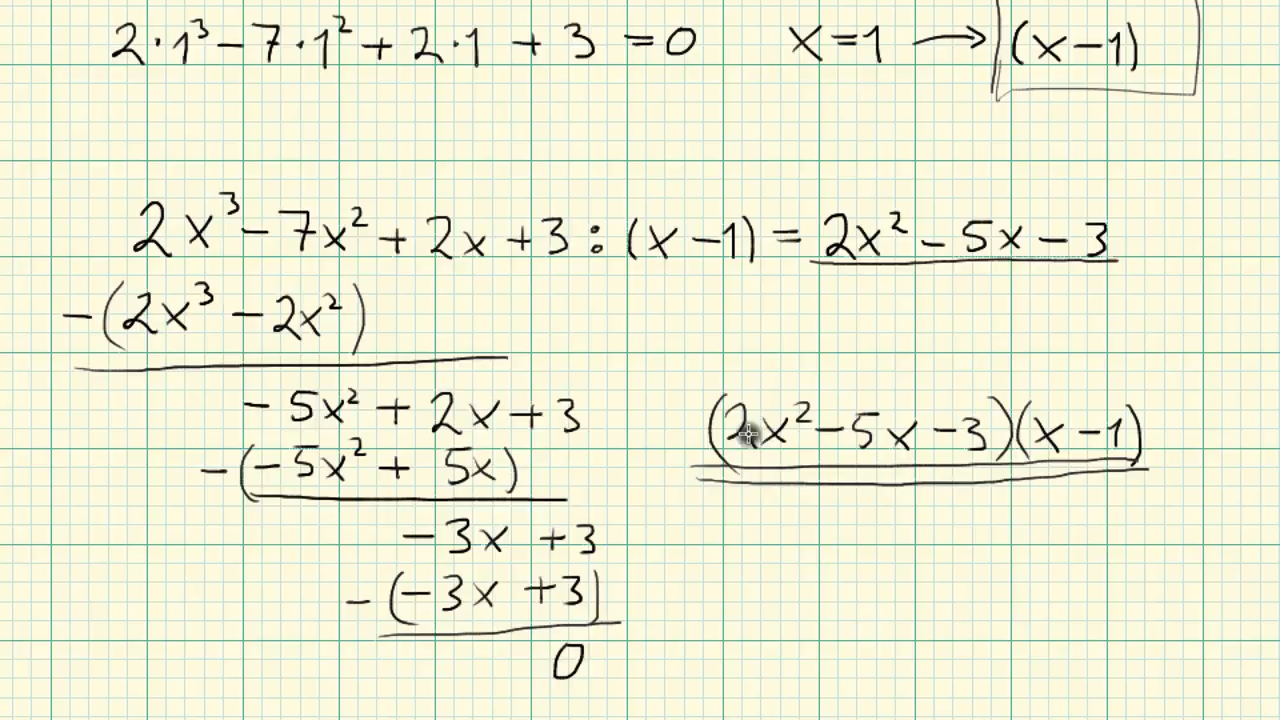 2·1³ − 7·1² + 2·1 + 3 = 0 x = 1 → (x − 1)
2x³ − 7x² + 2x + 3 : (x − 1) = 2x² − 5x − 3
−(2x³ − 2x²)
− 5x² + 2x + 3
−(−5x² + 5x)
(2x² − 5x − 3)(x − 1)
−3x + 3
−(−3x + 3)
0